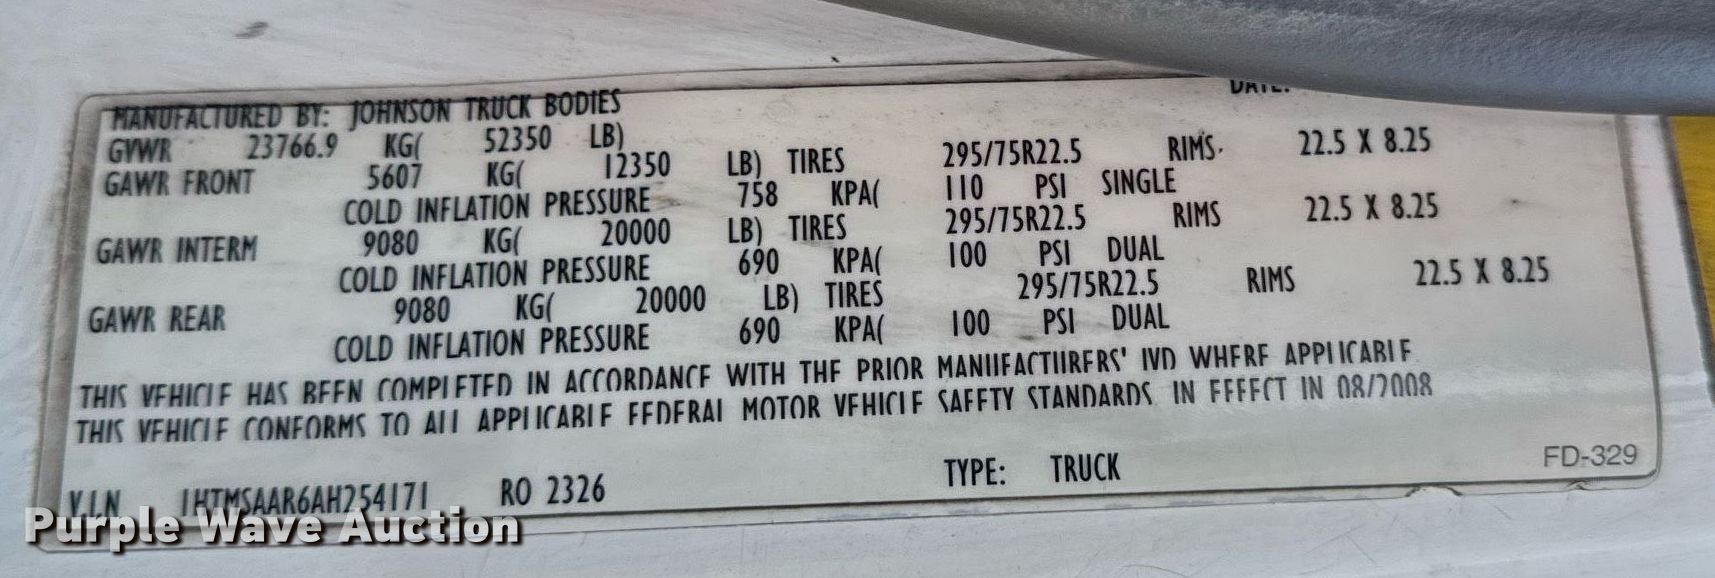 DATE:
MANUFACTURED BY: JOHNSON TRUCK BODIES
GVWR 23766.9 KG( 52350 LB)
GAWR FRONT 5607 KG( 12350 LB) TIRES 295/75R22.5 RIMS 22.5 X 8.25
COLD INFLATION PRESSURE 758 KPA( 110 PSI SINGLE
GAWR INTERM 9080 KG( 20000 LB) TIRES 295/75R22.5 RIMS 22.5 X 8.25
COLD INFLATION PRESSURE 690 KPA( 100 PSI DUAL
GAWR REAR 9080 KG( 20000 LB) TIRES 295/75R22.5 RIMS 22.5 X 8.25
COLD INFLATION PRESSURE 690 KPA( 100 PSI DUAL
THIS VEHICLE HAS BEEN COMPLETED IN ACCORDANCE WITH THE PRIOR MANUFACTURERS' IVD WHERE APPLICABLE
THIS VEHICLE CONFORMS TO ALL APPLICABLE FEDERAL MOTOR VEHICLE SAFETY STANDARDS IN EFFECT IN 08/2008
FD-329
V.I.N 1HTMSAAR6AH254171 RO 2326 TYPE: TRUCK
Purple Wave Auction